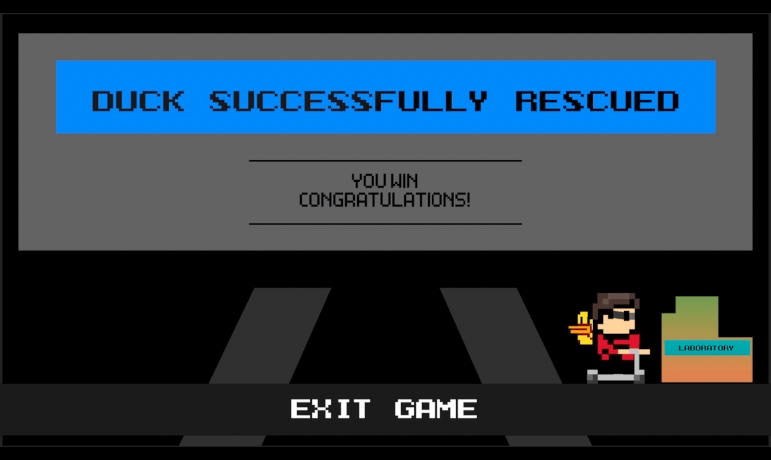 DUCK SUCCESSFULLY RESCUED
YOU WIN
CONGRATULATIONS!
LABORATORY
EXIT GAME